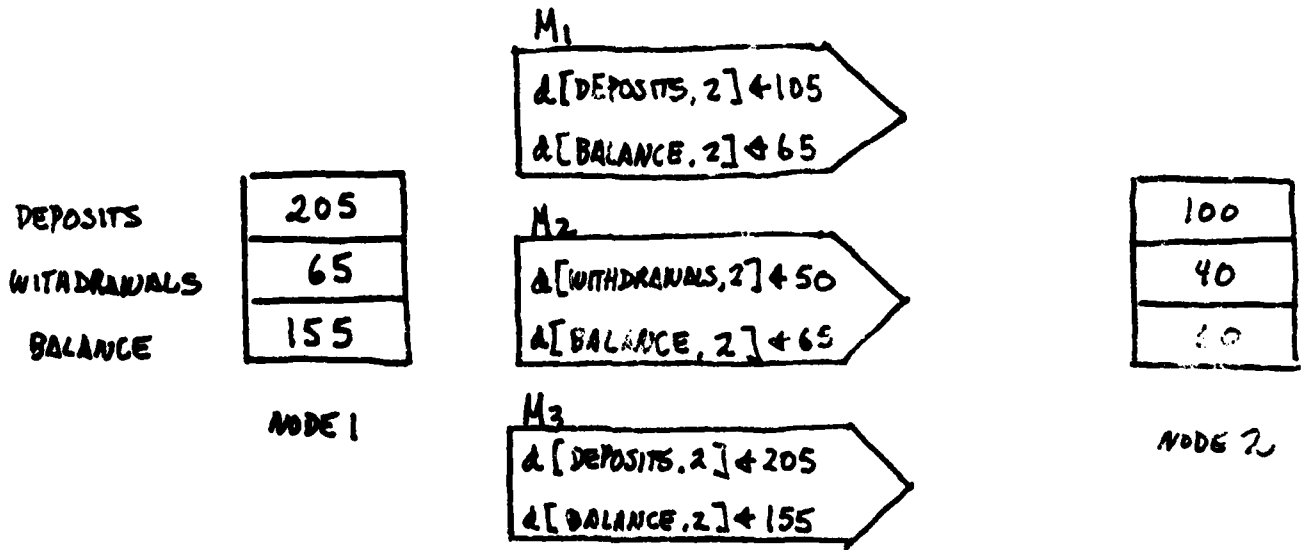 M1
d[DEPOSITS, 2] ← 105
d[BALANCE, 2] ← 65
DEPOSITS 205
WITHDRAWALS 65
BALANCE 155
NODE 1
M2
d[WITHDRAWALS, 2] ← 50
d[BALANCE, 2] ← 65
M3
d[DEPOSITS, 2] ← 205
d[BALANCE, 2] ← 155
100
40
NODE 2